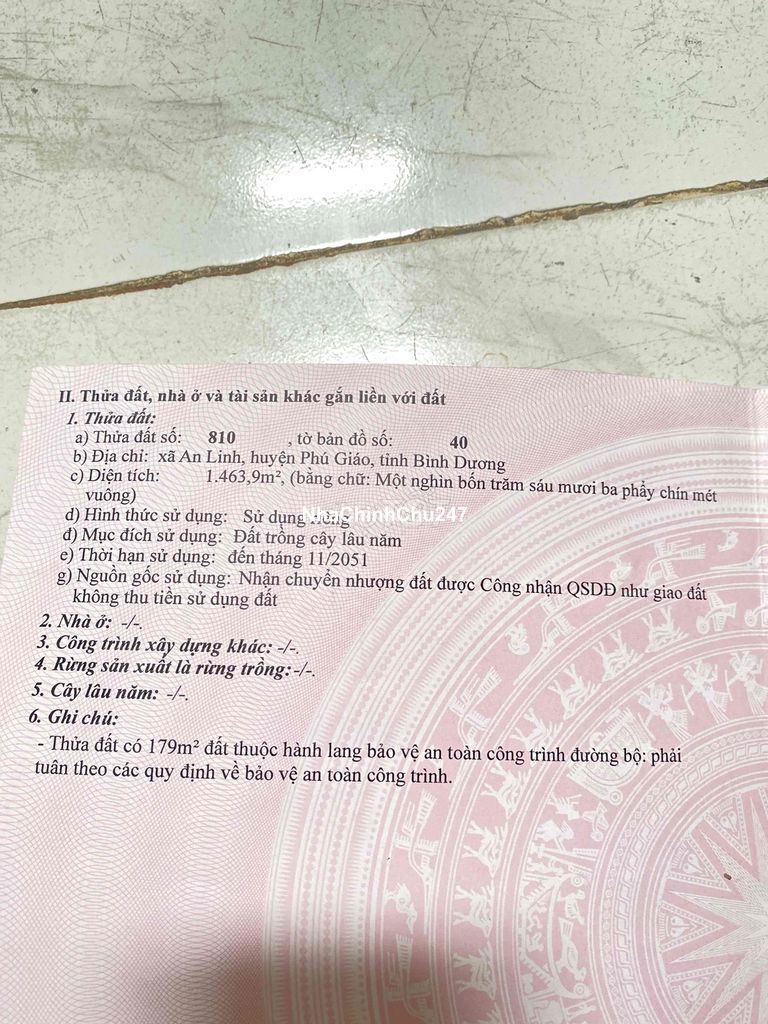 II. Thửa đất, nhà ở và tài sản khác gắn liền với đất
1. Thửa đất:
a) Thửa đất số: 810 , tờ bản đồ số: 40
b) Địa chỉ: xã An Linh, huyện Phú Giáo, tỉnh Bình Dương
c) Diện tích: 1.463,9m², (bằng chữ: Một nghìn bốn trăm sáu mươi ba phẩy chín mét
vuông)
d) Hình thức sử dụng: Sử dụng riêng
NhaChinhChu247
đ) Mục đích sử dụng: Đất trồng cây lâu năm
e) Thời hạn sử dụng: đến tháng 11/2051
g) Nguồn gốc sử dụng: Nhận chuyển nhượng đất được Công nhận QSDĐ như giao đất
không thu tiền sử dụng đất
2. Nhà ở: -/-.
3. Công trình xây dựng khác: -/-.
4. Rừng sản xuất là rừng trồng: -/-.
5. Cây lâu năm: -/-.
6. Ghi chú:
- Thửa đất có 179m² đất thuộc hành lang bảo vệ an toàn công trình đường bộ: phải
tuân theo các quy định về bảo vệ an toàn công trình.